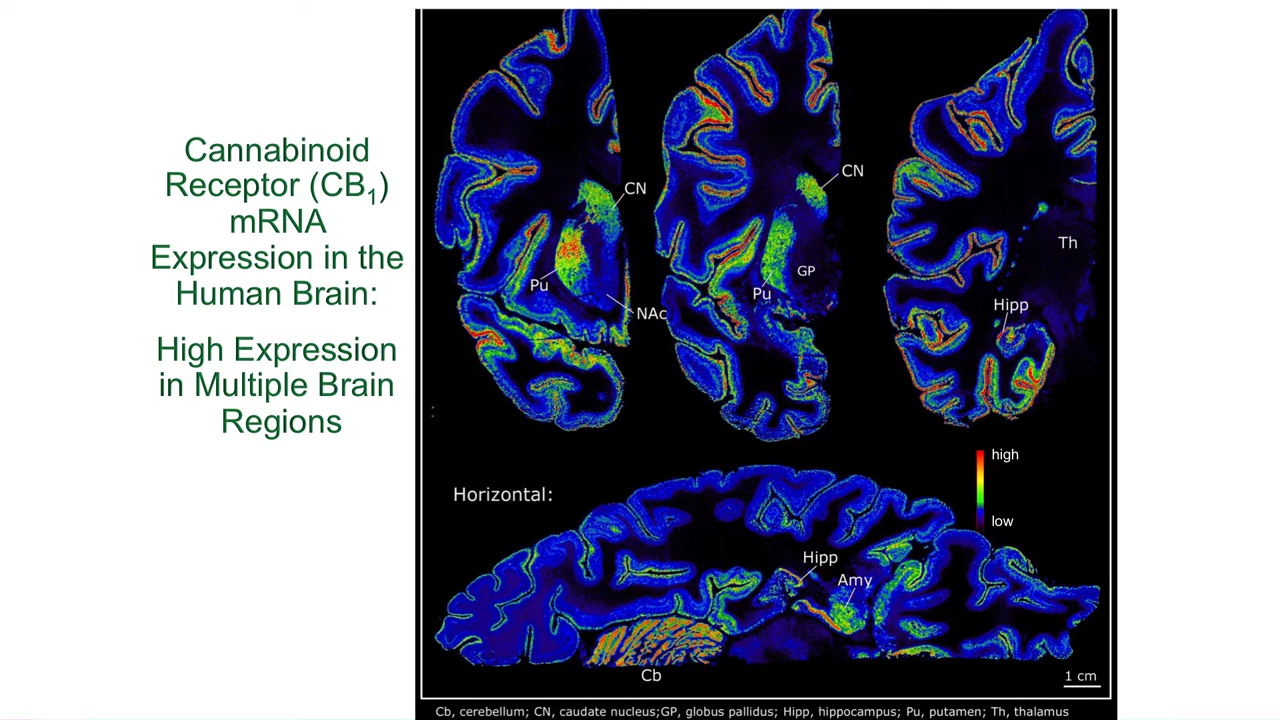 Cannabinoid
Receptor (CB₁)
mRNA
Expression in the
Human Brain:
High Expression
in Multiple Brain
Regions
CN
Pu
NAc
CN
GP
Pu
Th
Hipp
high
low
Horizontal:
Hipp
Amy
Cb
1 cm
Cb, cerebellum; CN, caudate nucleus;GP, globus pallidus; Hipp, hippocampus; Pu, putamen; Th, thalamus